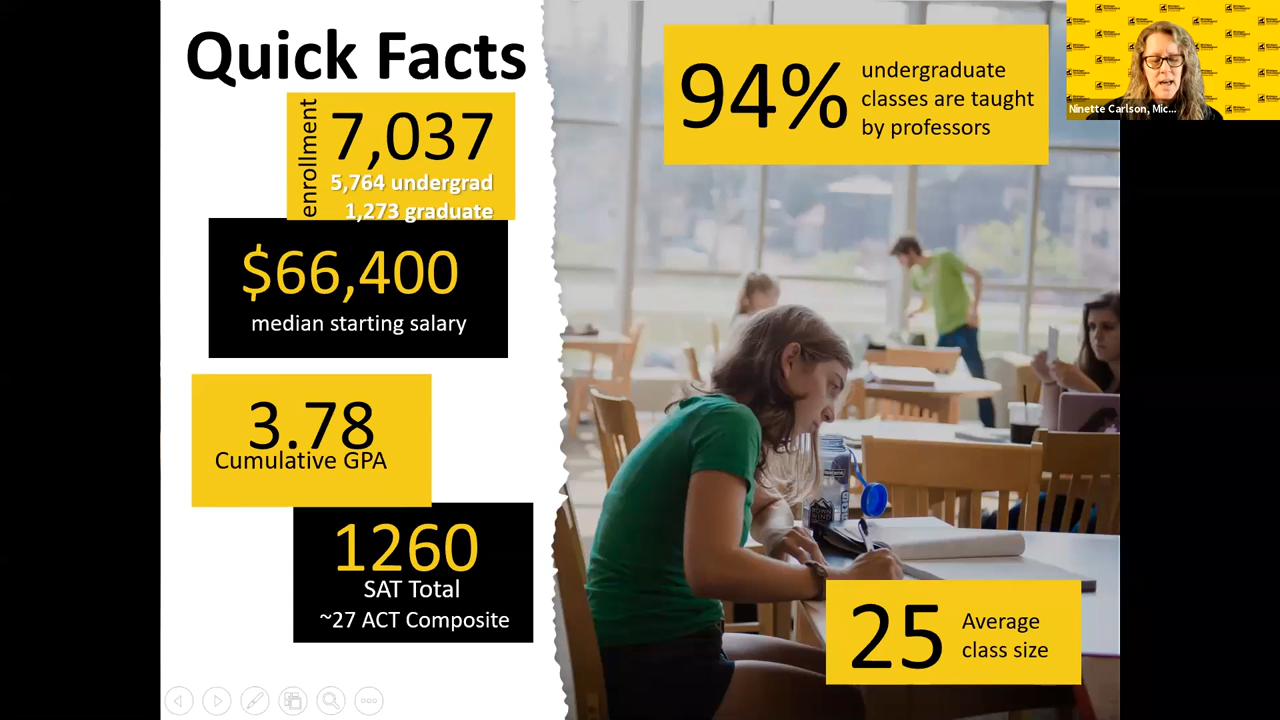 Quick Facts
enrollment
7,037
5,764 undergrad
1,273 graduate
$66,400
median starting salary
3.78
Cumulative GPA
1260
SAT Total
~27 ACT Composite
94%
undergraduate
classes are taught
by professors
25
Average
class size
Ninette Carlson, Mic...